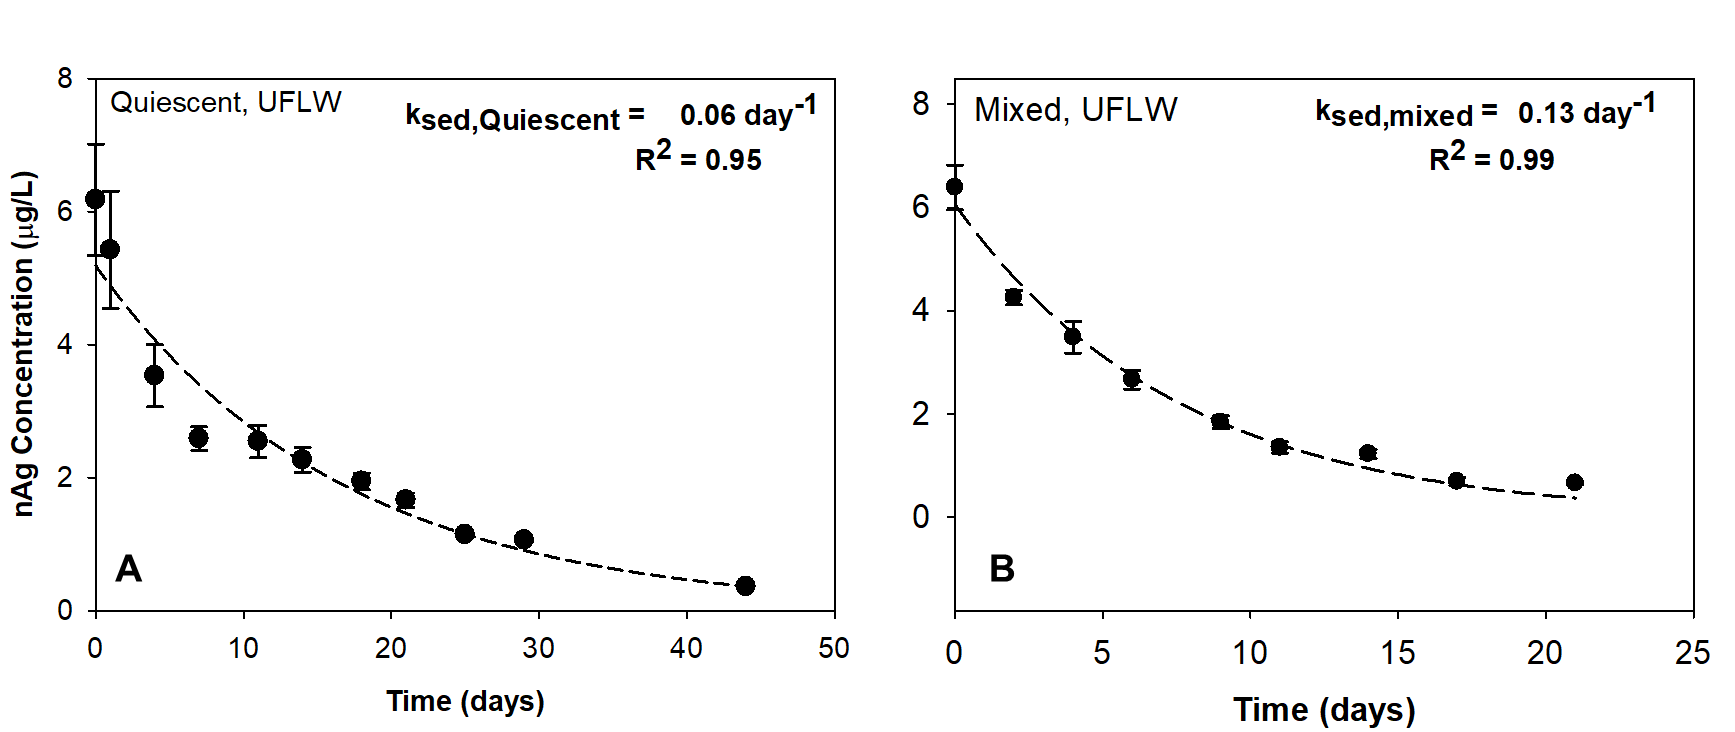 Quiescent, UFLW
ksed,Quiescent = 0.06 day-1
R2 = 0.95
8
6
4
2
0
nAg Concentration (µg/L)
A
0 10 20 30 40 50
Time (days)
Mixed, UFLW
ksed,mixed = 0.13 day-1
R2 = 0.99
8
6
4
2
0
B
0 5 10 15 20 25
Time (days)